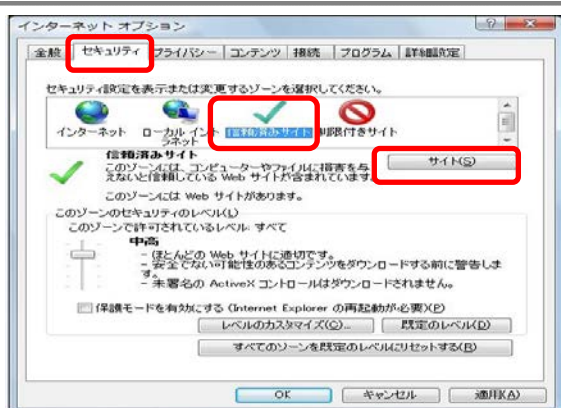 インターネット オプション
全般 セキュリティ プライバシー コンテンツ 接続 プログラム 詳細設定
セキュリティ設定を表示または変更するゾーンを選択してください。
インターネット ローカル イントラネット 信頼済みサイト 制限付きサイト
信頼済みサイト
このゾーンには、コンピューターやファイルに損害を与
えないと信頼している Web サイトが含まれています。
サイト(S)
このゾーンには Web サイトがあります。
このゾーンのセキュリティのレベル(L)
このゾーンで許可されているレベル: すべて
中高
- ほとんどの Web サイトに適切です。
- 安全でない可能性のあるコンテンツをダウンロードする前に警告しま
す。
- 未署名の ActiveX コントロールはダウンロードされません。
保護モードを有効にする (Internet Explorer の再起動が必要)(P)
レベルのカスタマイズ(C)... 既定のレベル(D)
すべてのゾーンを既定のレベルにリセットする(R)
OK キャンセル 適用(A)